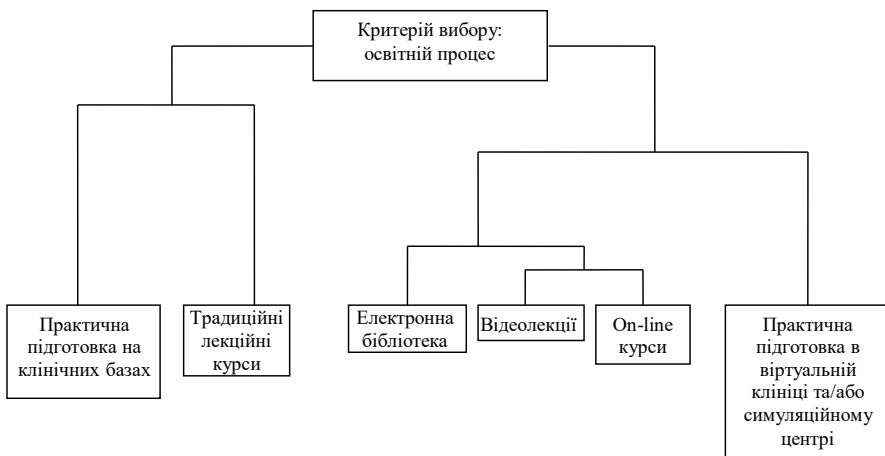 Критерій вибору:
освітній процес
Практична
підготовка на
клінічних базах
Традиційні
лекційні
курси
Електронна
бібліотека
Відеолекції
On-line
курси
Практична
підготовка в
віртуальній
клініці та/або
симуляційному
центрі